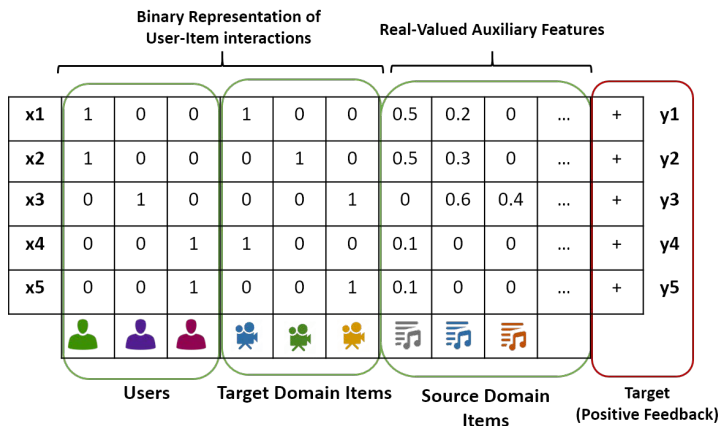 Binary Representation of
User-Item interactions
Real-Valued Auxiliary Features
x1 1 0 0 1 0 0 0.5 0.2 0 ... + y1
x2 1 0 0 0 1 0 0.5 0.3 0 ... + y2
x3 0 1 0 0 0 1 0 0.6 0.4 ... + y3
x4 0 0 1 1 0 0 0.1 0 0 ... + y4
x5 0 0 1 0 0 1 0.1 0 0 ... + y5
Users
Target Domain Items
Source Domain
Items
Target
(Positive Feedback)